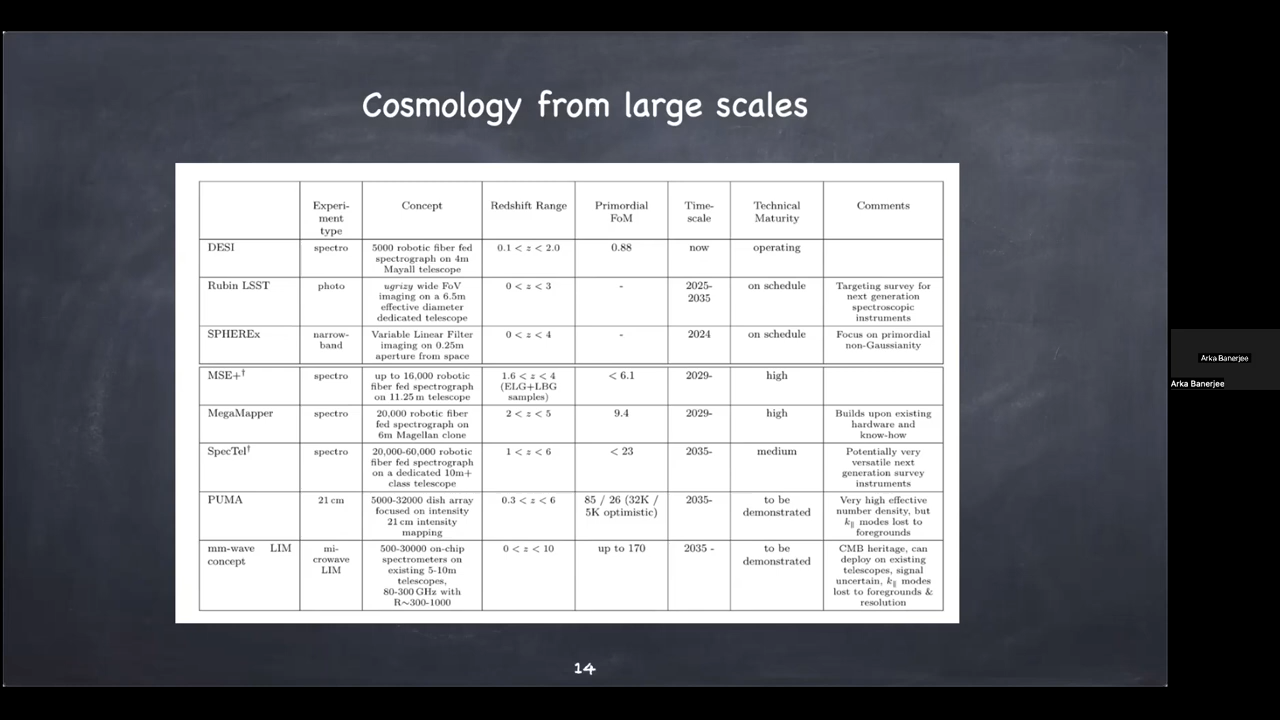 Cosmology from large scales
Experi-
ment
type
Concept
Redshift Range
Primordial
FoM
Time-
scale
Technical
Maturity
Comments
DESI
spectro
5000 robotic fiber fed
spectrograph on 4m
Mayall telescope
0.1 < z < 2.0
0.88
now
operating
Rubin LSST
photo
ugrizy wide FoV
imaging on a 6.5m
effective diameter
dedicated telescope
0 < z < 3
-
2025-
2035
on schedule
Targeting survey for
next generation
spectroscopic
instruments
SPHEREx
narrow-
band
Variable Linear Filter
imaging on 0.25m
aperture from space
0 < z < 4
-
2024
on schedule
Focus on primordial
non-Gaussianity
MSE+†
spectro
up to 16,000 robotic
fiber fed spectrograph
on 11.25 m telescope
1.6 < z < 4
(ELG+LBG
samples)
< 6.1
2029-
high
MegaMapper
spectro
20,000 robotic fiber
fed spectrograph on
6m Magellan clone
2 < z < 5
9.4
2029-
high
Builds upon existing
hardware and
know-how
SpecTel†
spectro
20,000-60,000 robotic
fiber fed spectrograph
on a dedicated 10m+
class telescope
1 < z < 6
< 23
2035-
medium
Potentially very
versatile next
generation survey
instruments
PUMA
21 cm
5000-32000 dish array
focused on intensity
21 cm intensity
mapping
0.3 < z < 6
85 / 26 (32K /
5K optimistic)
2035-
to be
demonstrated
Very high effective
number density, but
k∥ modes lost to
foregrounds
mm-wave LIM
concept
mi-
crowave
LIM
500-30000 on-chip
spectrometers on
existing 5-10m
telescopes,
80-300 GHz with
R∼300-1000
0 < z < 10
up to 170
2035 -
to be
demonstrated
CMB heritage, can
deploy on existing
telescopes, signal
uncertain, k∥ modes
lost to foregrounds &
resolution
14
Arka Banerjee
Arka Banerjee